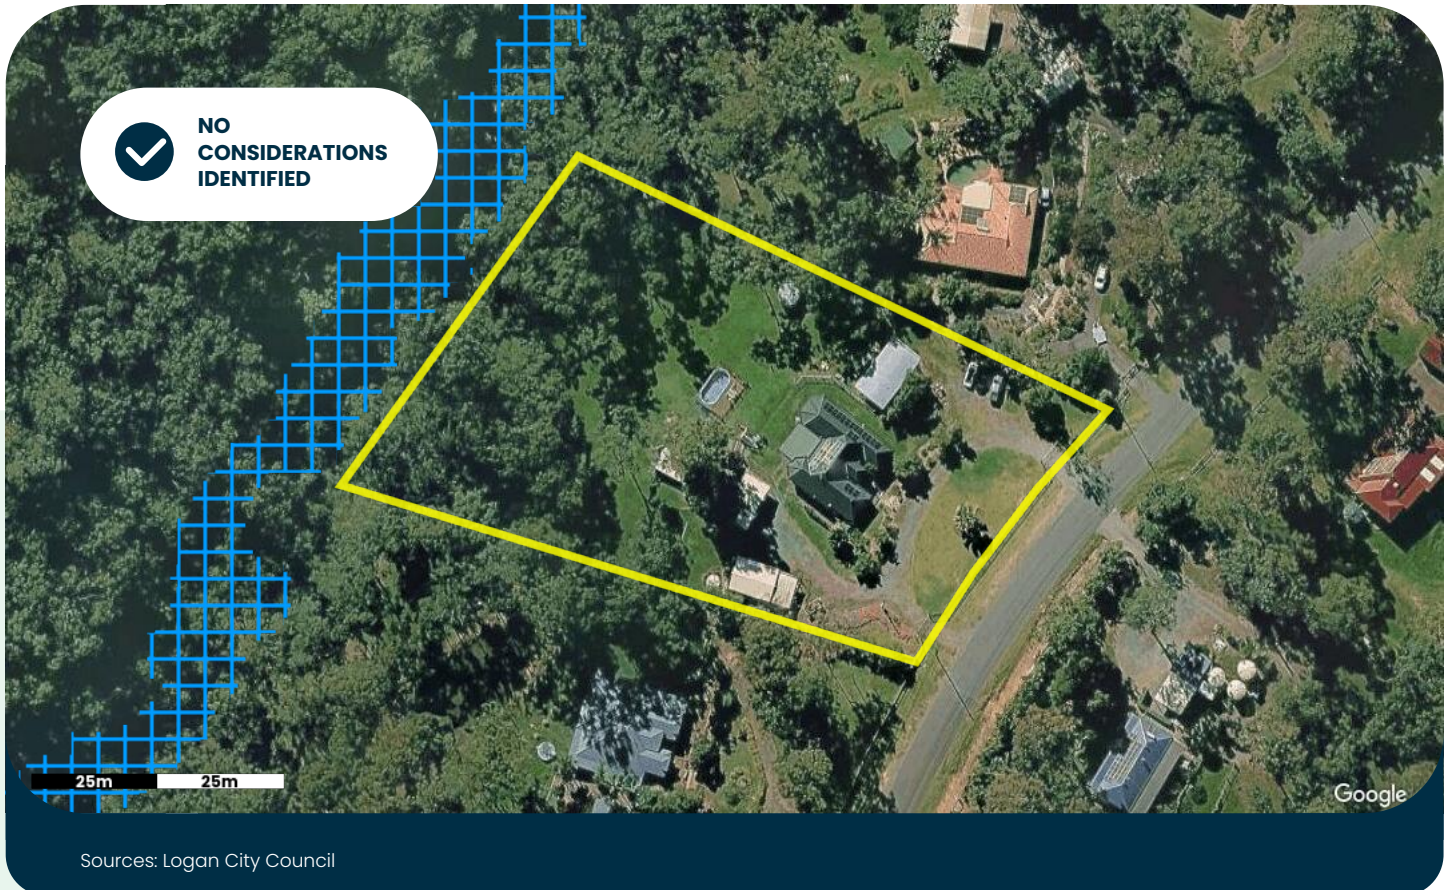 NO
CONSIDERATIONS
IDENTIFIED
25m 25m
Google
Sources: Logan City Council